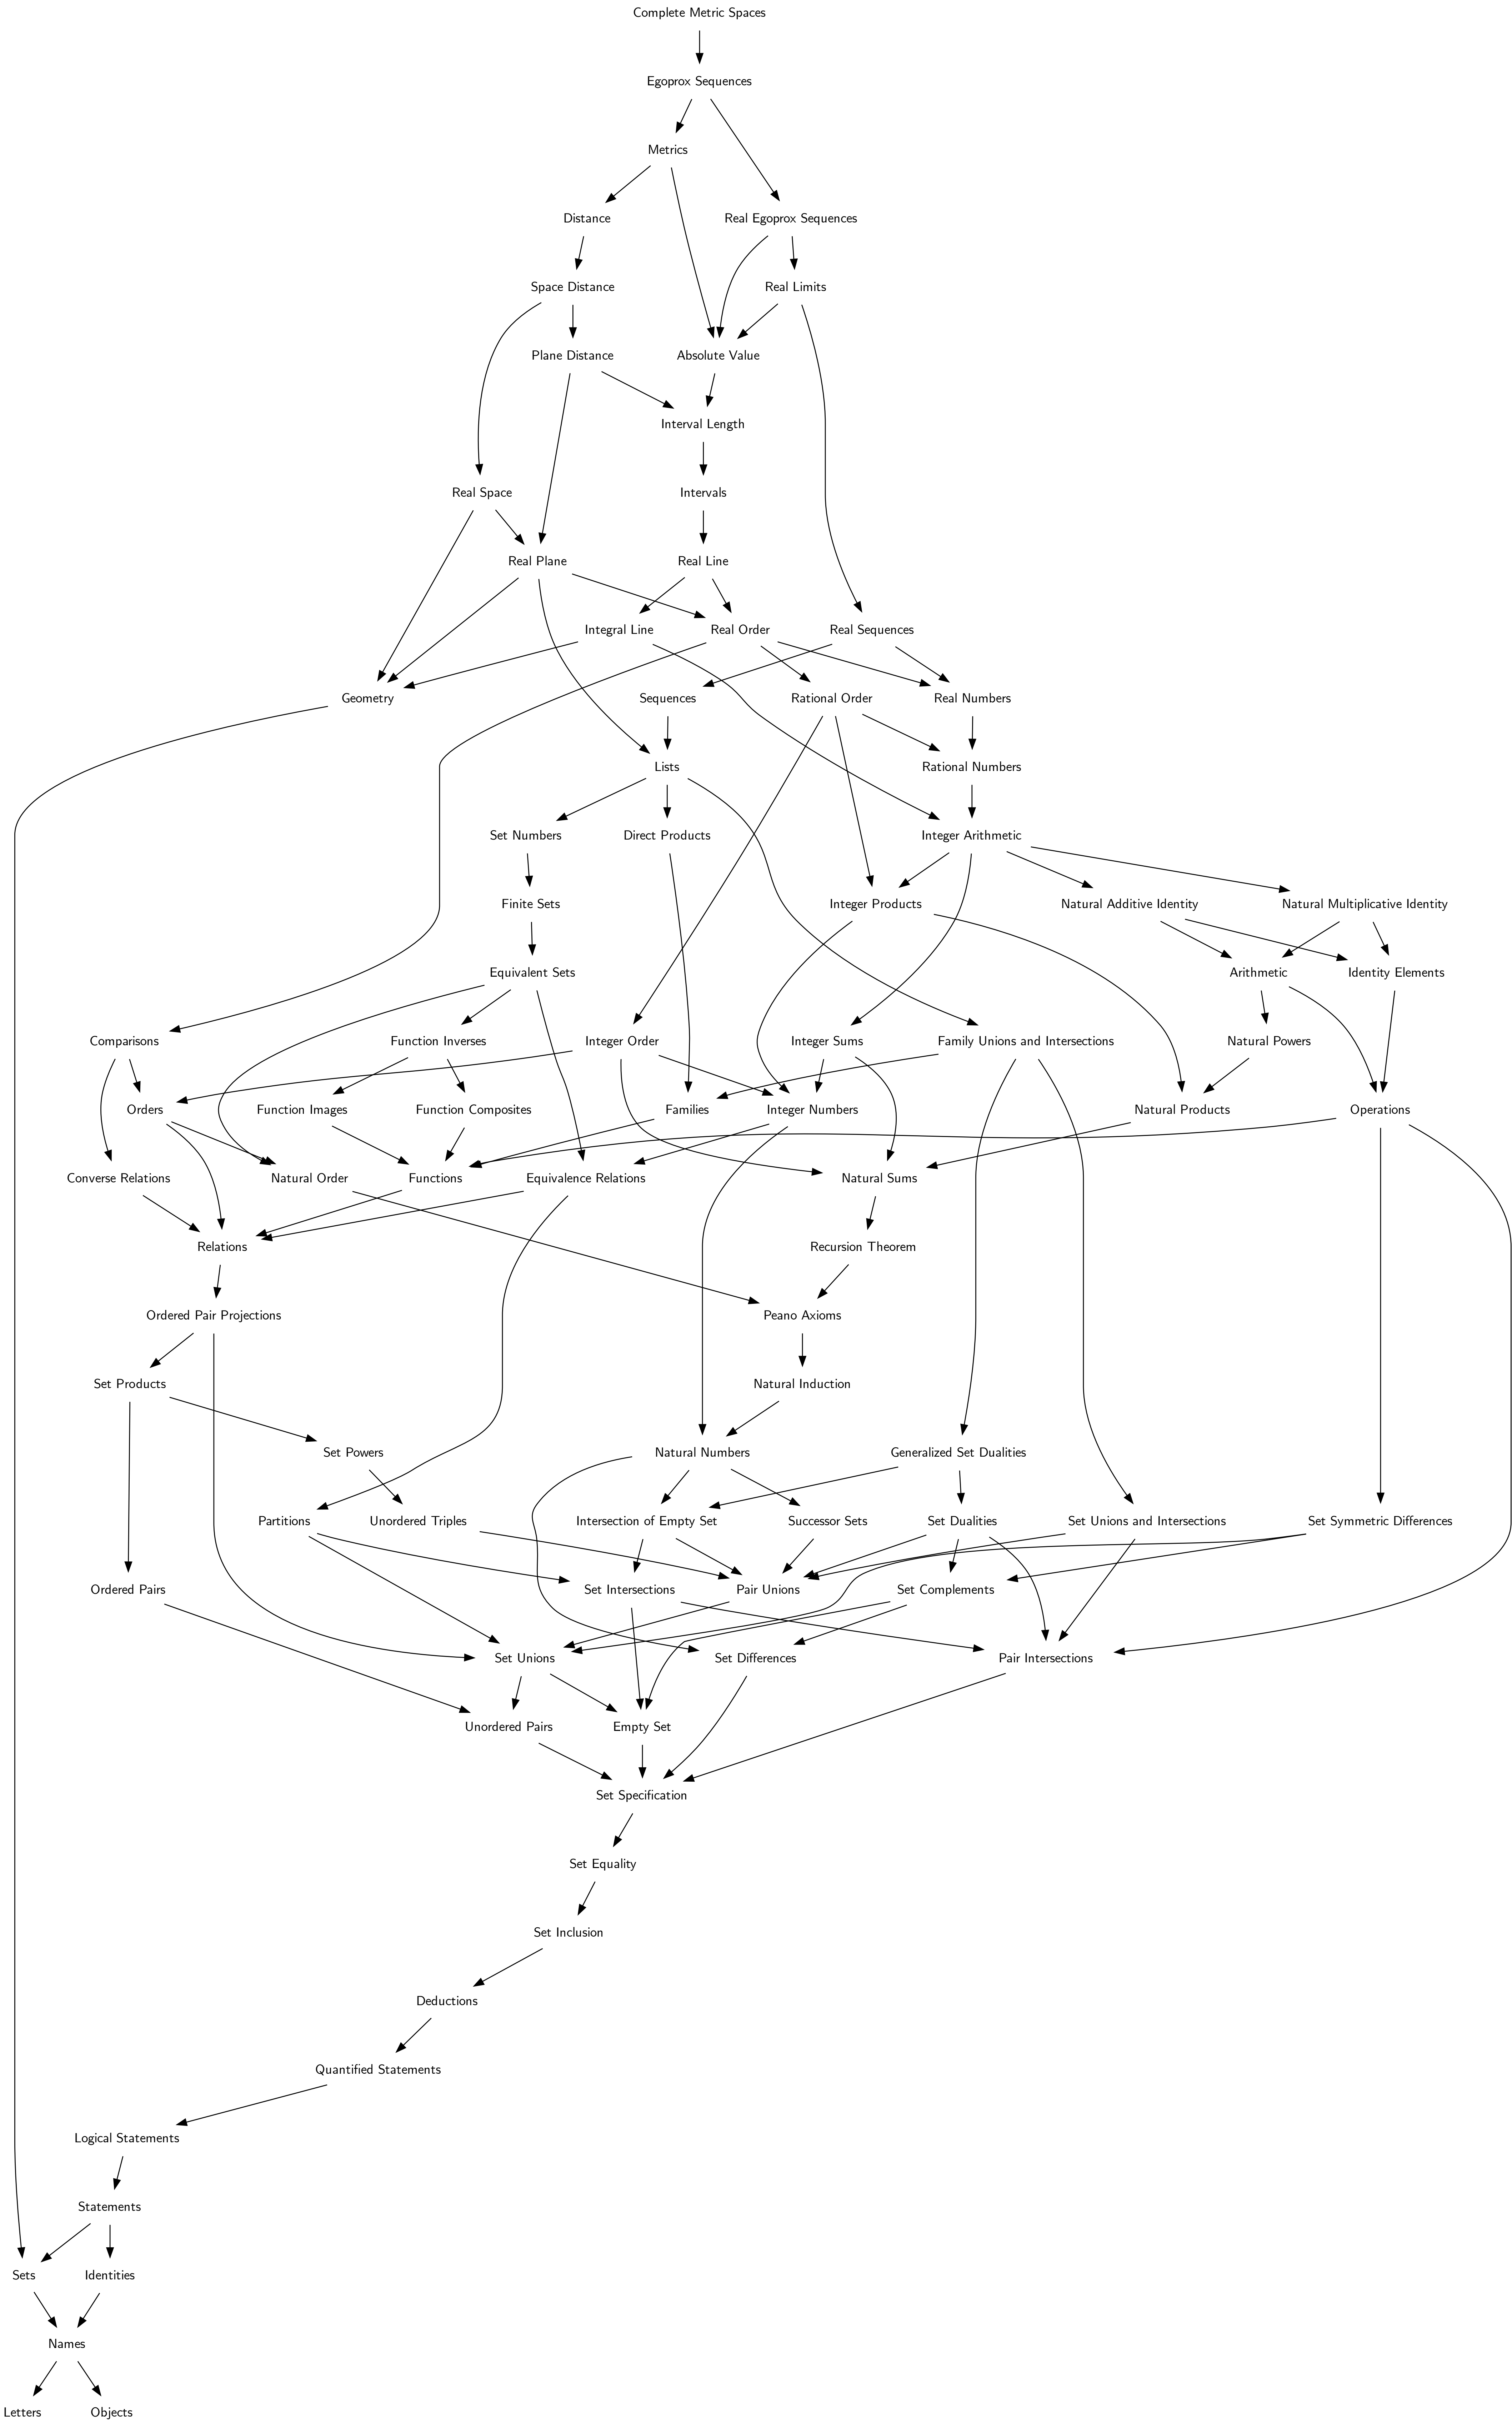 Complete Metric Spaces
Egoprox Sequences
Metrics
Distance
Real Egoprox Sequences
Space Distance
Real Limits
Plane Distance
Absolute Value
Interval Length
Real Space
Intervals
Real Plane
Real Line
Integral Line
Real Order
Real Sequences
Geometry
Sequences
Rational Order
Real Numbers
Lists
Rational Numbers
Set Numbers
Direct Products
Integer Arithmetic
Finite Sets
Integer Products
Natural Additive Identity
Natural Multiplicative Identity
Equivalent Sets
Arithmetic
Identity Elements
Comparisons
Function Inverses
Integer Order
Integer Sums
Family Unions and Intersections
Natural Powers
Orders
Function Images
Function Composites
Families
Integer Numbers
Natural Products
Operations
Converse Relations
Natural Order
Functions
Equivalence Relations
Natural Sums
Relations
Recursion Theorem
Ordered Pair Projections
Peano Axioms
Set Products
Natural Induction
Set Powers
Natural Numbers
Generalized Set Dualities
Partitions
Unordered Triples
Intersection of Empty Set
Successor Sets
Set Dualities
Set Unions and Intersections
Set Symmetric Differences
Ordered Pairs
Set Intersections
Pair Unions
Set Complements
Set Unions
Set Differences
Pair Intersections
Unordered Pairs
Empty Set
Set Specification
Set Equality
Set Inclusion
Deductions
Quantified Statements
Logical Statements
Statements
Sets
Identities
Names
Letters
Objects